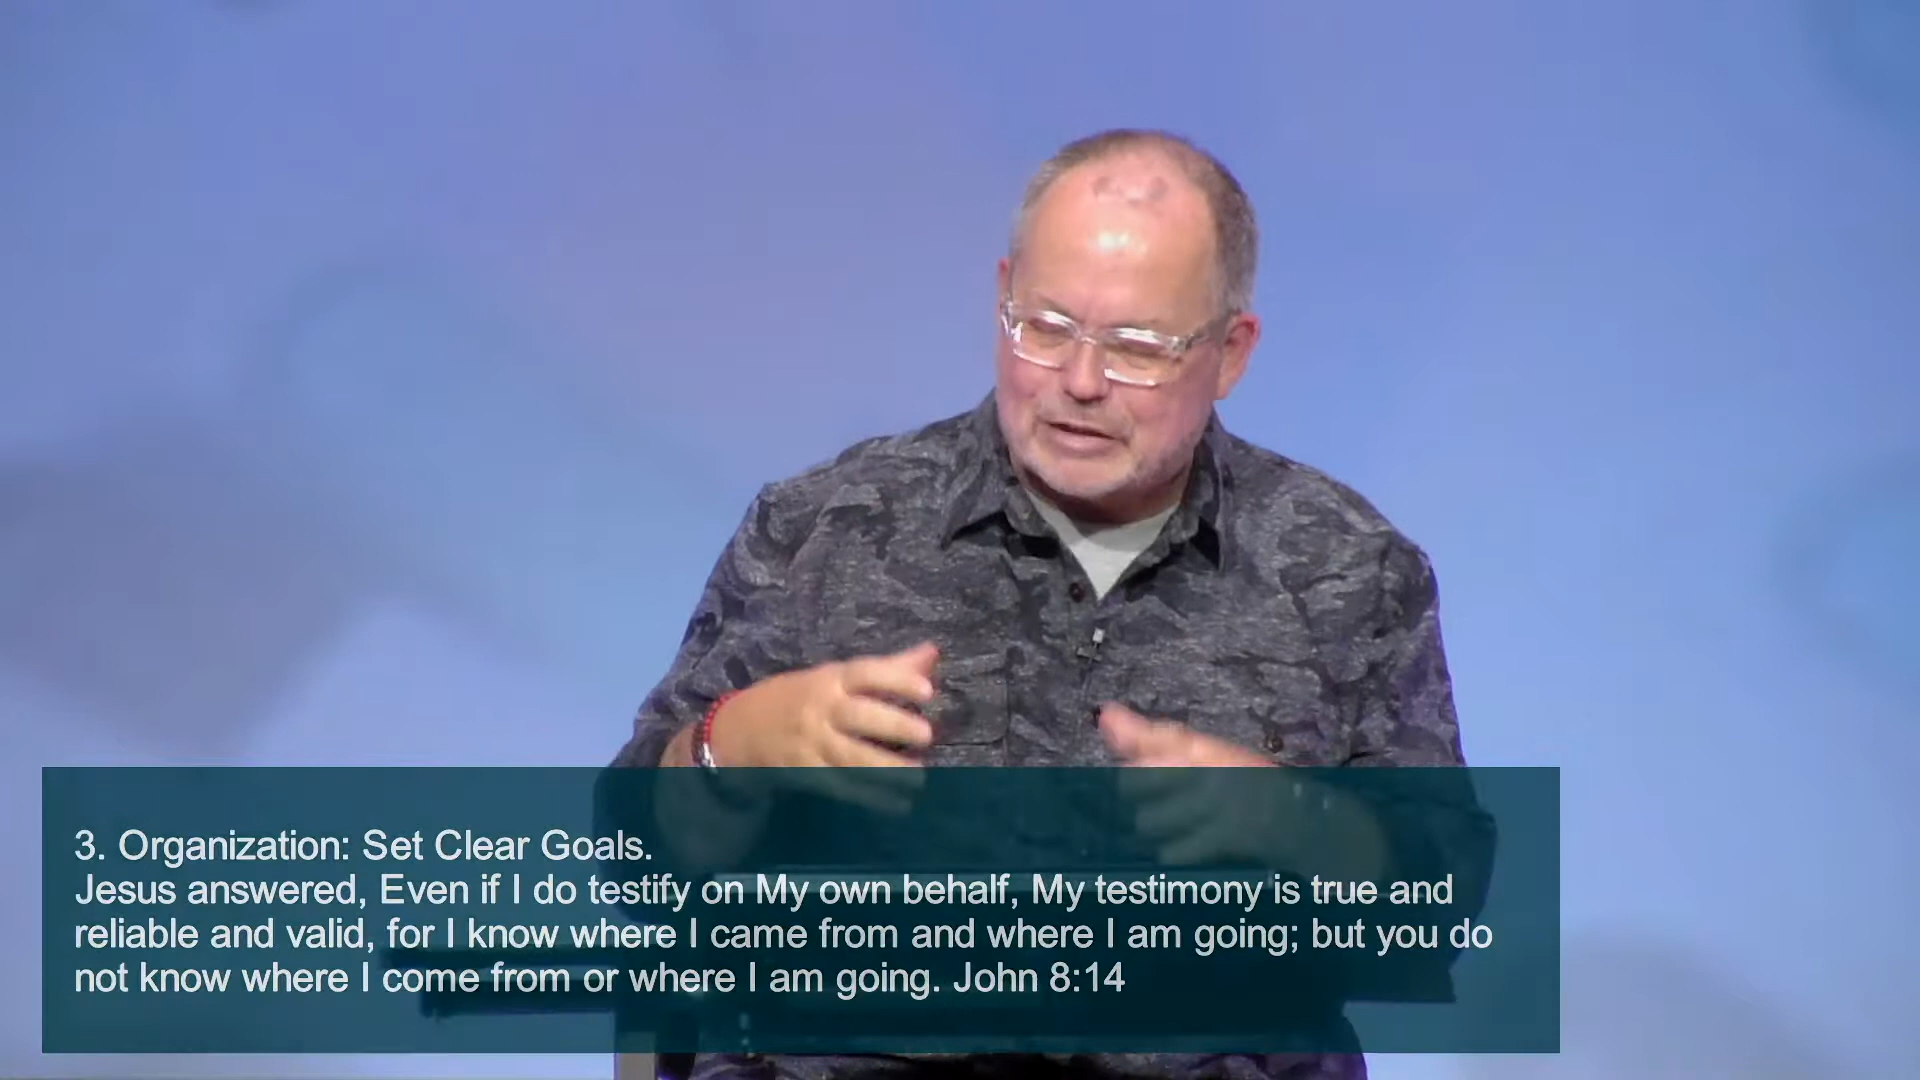 3. Organization: Set Clear Goals.
Jesus answered, Even if I do testify on My own behalf, My testimony is true and
reliable and valid, for I know where I came from and where I am going; but you do
not know where I come from or where I am going. John 8:14